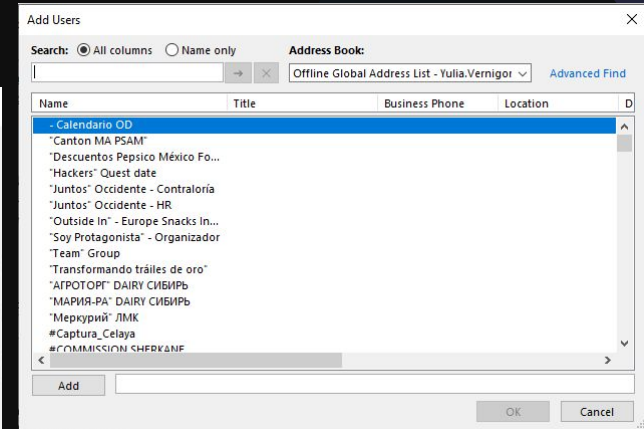 Add Users
Search: All columns Name only Address Book:
Offline Global Address List - Yulia.Vernigor Advanced Find
Name Title Business Phone Location D
- Calendario OD
"Canton MA PSAM"
"Descuentos Pepsico México Fo...
"Hackers" Quest date
"Juntos" Occidente - Contraloría
"Juntos" Occidente - HR
"Outside In" - Europe Snacks In...
"Soy Protagonista" - Organizador
"Team" Group
"Transformando tráiles de oro"
"АГРОТОРГ" DAIRY СИБИРЬ
"МАРИЯ-РА" DAIRY СИБИРЬ
"Меркурий" ЛМК
#Captura_Celaya
#COMMISSION SHERKANE
Add
OK Cancel